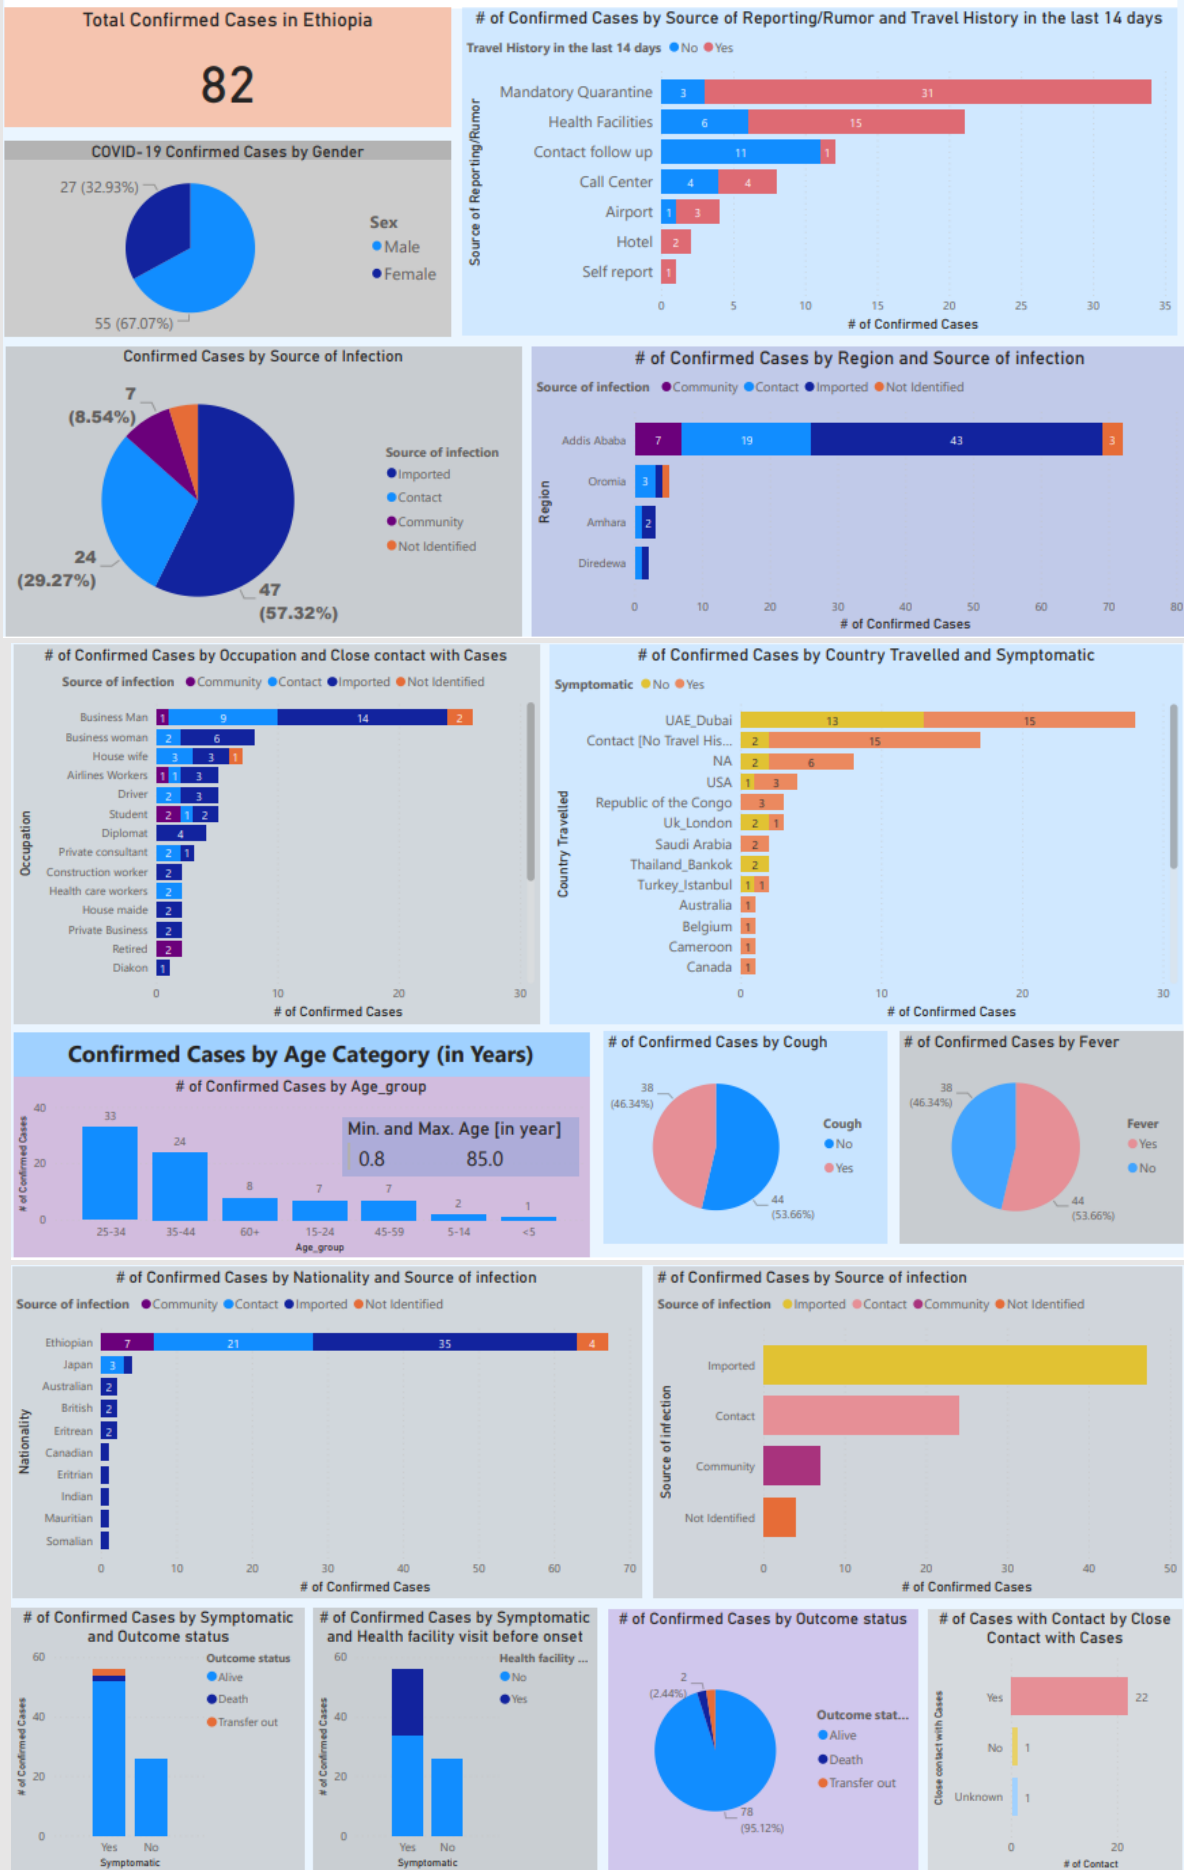 Total Confirmed Cases in Ethiopia
82
COVID-19 Confirmed Cases by Gender
27 (32.93%)
55 (67.07%)
Sex
Male
Female
# of Confirmed Cases by Source of Reporting/Rumor and Travel History in the last 14 days
Travel History in the last 14 days No Yes
Source of Reporting/Rumor
Mandatory Quarantine 3 31
Health Facilities 6 15
Contact follow up 11 1
Call Center 4 4
Airport 1 3
Hotel 2
Self report 1
0 5 10 15 20 25 30 35
# of Confirmed Cases
Confirmed Cases by Source of Infection
7
(8.54%)
24
(29.27%)
47
(57.32%)
Source of infection
Imported
Contact
Community
Not Identified
# of Confirmed Cases by Region and Source of infection
Source of infection Community Contact Imported Not Identified
Region
Addis Ababa 7 19 43 3
Oromia 3
Amhara 2
Diredewa
0 10 20 30 40 50 60 70 80
# of Confirmed Cases
# of Confirmed Cases by Occupation and Close contact with Cases
Source of infection Community Contact Imported Not Identified
Occupation
Business Man 1 9 14 2
Business woman 2 6
House wife 3 3 1
Airlines Workers 1 1 3
Driver 2 3
Student 2 1 2
Diplomat 4
Private consultant 2 1
Construction worker 2
Health care workers 2
House maide 2
Private Business 2
Retired 2
Diakon 1
0 10 20 30
# of Confirmed Cases
# of Confirmed Cases by Country Travelled and Symptomatic
Symptomatic No Yes
Country Travelled
UAE_Dubai 13 15
Contact [No Travel His... 2 15
NA 2 6
USA 1 3
Republic of the Congo 3
Uk_London 2 1
Saudi Arabia 2
Thailand_Bankok 2
Turkey_Istanbul 1 1
Australia 1
Belgium 1
Cameroon 1
Canada 1
0 10 20 30
# of Confirmed Cases
Confirmed Cases by Age Category (in Years)
# of Confirmed Cases by Age_group
# of Confirmed Cases
40
20
0
33 24 8 7 7 2 1
25-34 35-44 60+ 15-24 45-59 5-14 <5
Age_group
Min. and Max. Age [in year]
0.8 85.0
# of Confirmed Cases by Cough
38
(46.34%)
44
(53.66%)
Cough
No
Yes
# of Confirmed Cases by Fever
38
(46.34%)
44
(53.66%)
Fever
Yes
No
# of Confirmed Cases by Nationality and Source of infection
Source of infection Community Contact Imported Not Identified
Nationality
Ethiopian 7 21 35 4
Japan 3
Australian 2
British 2
Eritrean 2
Canadian
Eritrian
Indian
Mauritian
Somalian
0 10 20 30 40 50 60 70
# of Confirmed Cases
# of Confirmed Cases by Source of infection
Source of infection Imported Contact Community Not Identified
Source of infection
Imported
Contact
Community
Not Identified
0 10 20 30 40 50
# of Confirmed Cases
# of Confirmed Cases by Symptomatic
and Outcome status
# of Confirmed Cases
60
40
20
0
Yes No
Symptomatic
Outcome status
Alive
Death
Transfer out
# of Confirmed Cases by Symptomatic
and Health facility visit before onset
# of Confirmed Cases
60
40
20
0
Yes No
Symptomatic
Health facility ...
No
Yes
# of Confirmed Cases by Outcome status
2
(2.44%)
78
(95.12%)
Outcome stat...
Alive
Death
Transfer out
# of Cases with Contact by Close
Contact with Cases
Close contact with Cases
Yes 22
No 1
Unknown 1
0 20
# of Contact